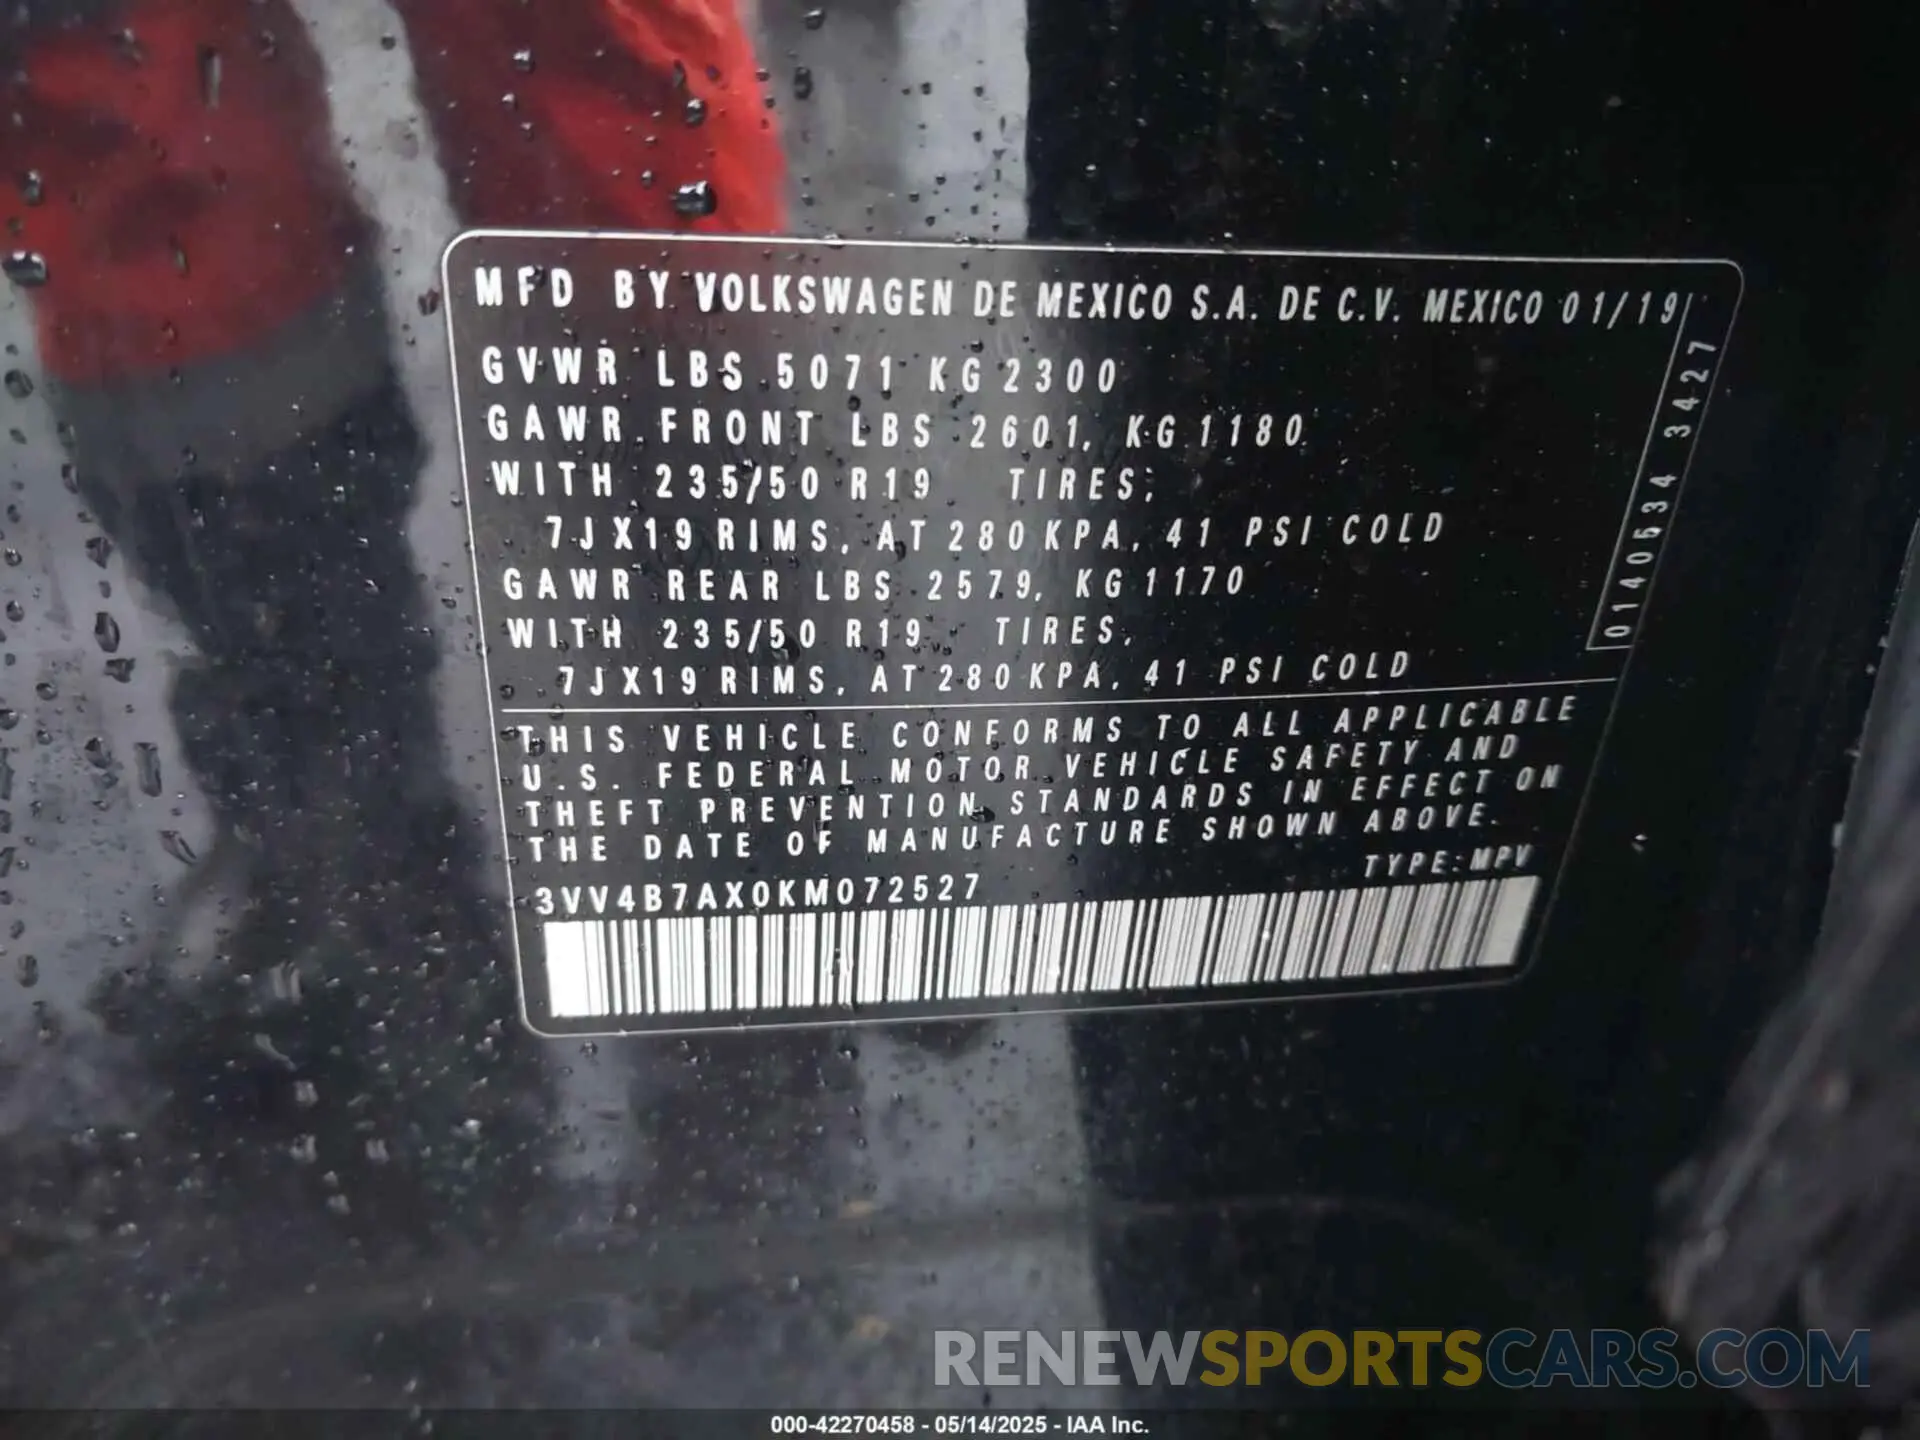 MFD BY VOLKSWAGEN DE MEXICO S.A. DE C.V. MEXICO 01/19
GVWR LBS 5071 KG 2300
GAWR FRONT LBS 2601, KG 1180
WITH 235/50 R19 TIRES,
7JX19 RIMS, AT 280 KPA, 41 PSI COLD
GAWR REAR LBS 2579, KG 1170
WITH 235/50 R19 TIRES,
7JX19 RIMS, AT 280 KPA, 41 PSI COLD
0140534 3427
THIS VEHICLE CONFORMS TO ALL APPLICABLE
U.S. FEDERAL MOTOR VEHICLE SAFETY AND
THEFT PREVENTION STANDARDS IN EFFECT ON
THE DATE OF MANUFACTURE SHOWN ABOVE.
TYPE:MPV
3VV4B7AX0KM072527
RENEWSPORTSCARS.COM
000-42270458 - 05/14/2025 - IAA Inc.